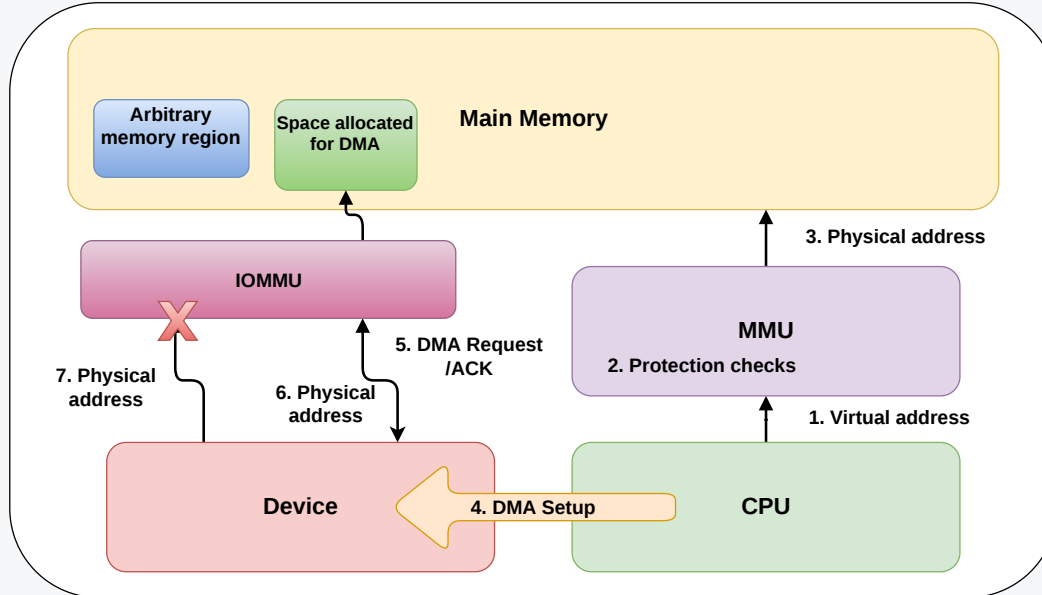 Main Memory
Arbitrary
memory region
Space allocated
for DMA
3. Physical address
IOMMU
MMU
2. Protection checks
5. DMA Request
/ACK
7. Physical
address
6. Physical
address
1. Virtual address
Device
4. DMA Setup
CPU